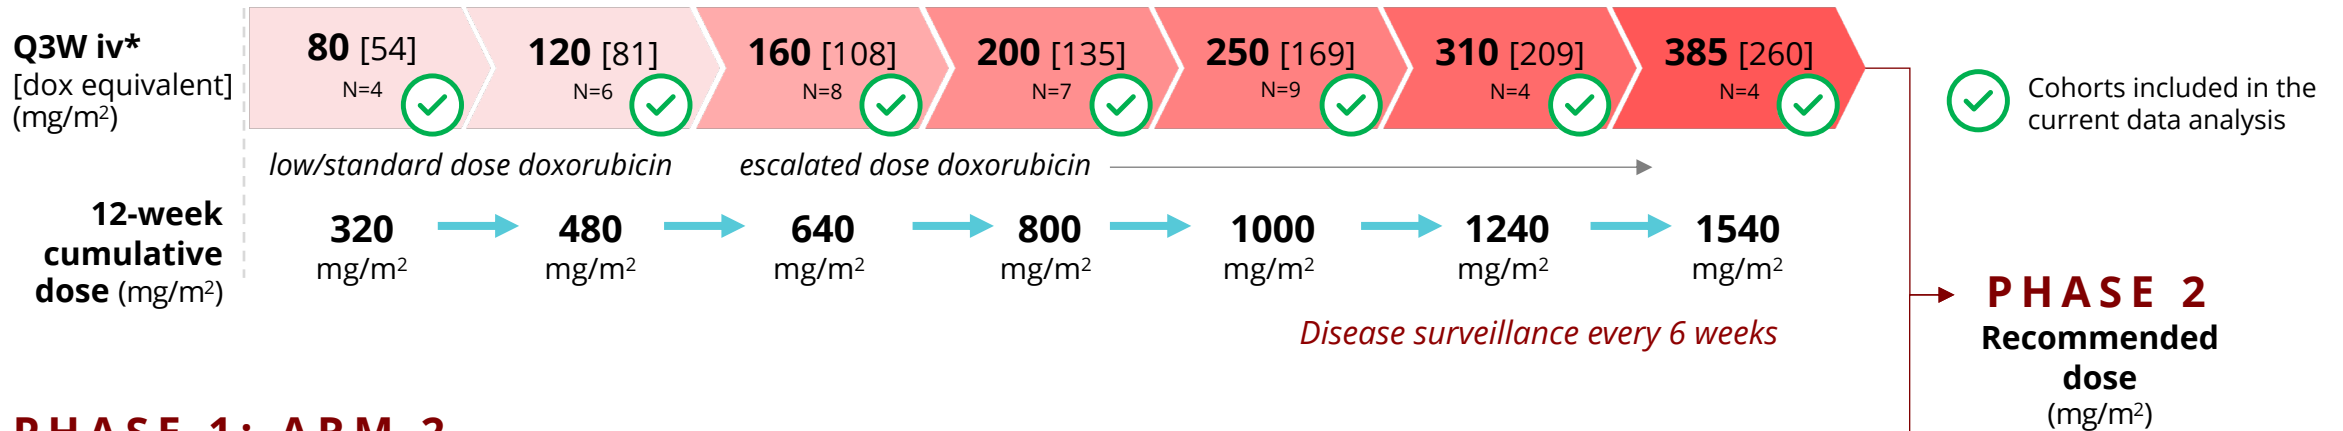 Q3W iv*
[dox equivalent]
(mg/m²)
80 [54]
N=4
120 [81]
N=6
160 [108]
N=8
200 [135]
N=7
250 [169]
N=9
310 [209]
N=4
385 [260]
N=4
Cohorts included in the
current data analysis
low/standard dose doxorubicin
escalated dose doxorubicin
12-week
cumulative
dose (mg/m²)
320
mg/m²
480
mg/m²
640
mg/m²
800
mg/m²
1000
mg/m²
1240
mg/m²
1540
mg/m²
Disease surveillance every 6 weeks
PHASE 2
Recommended
dose
(mg/m²)
PHASE 1: ARM 2